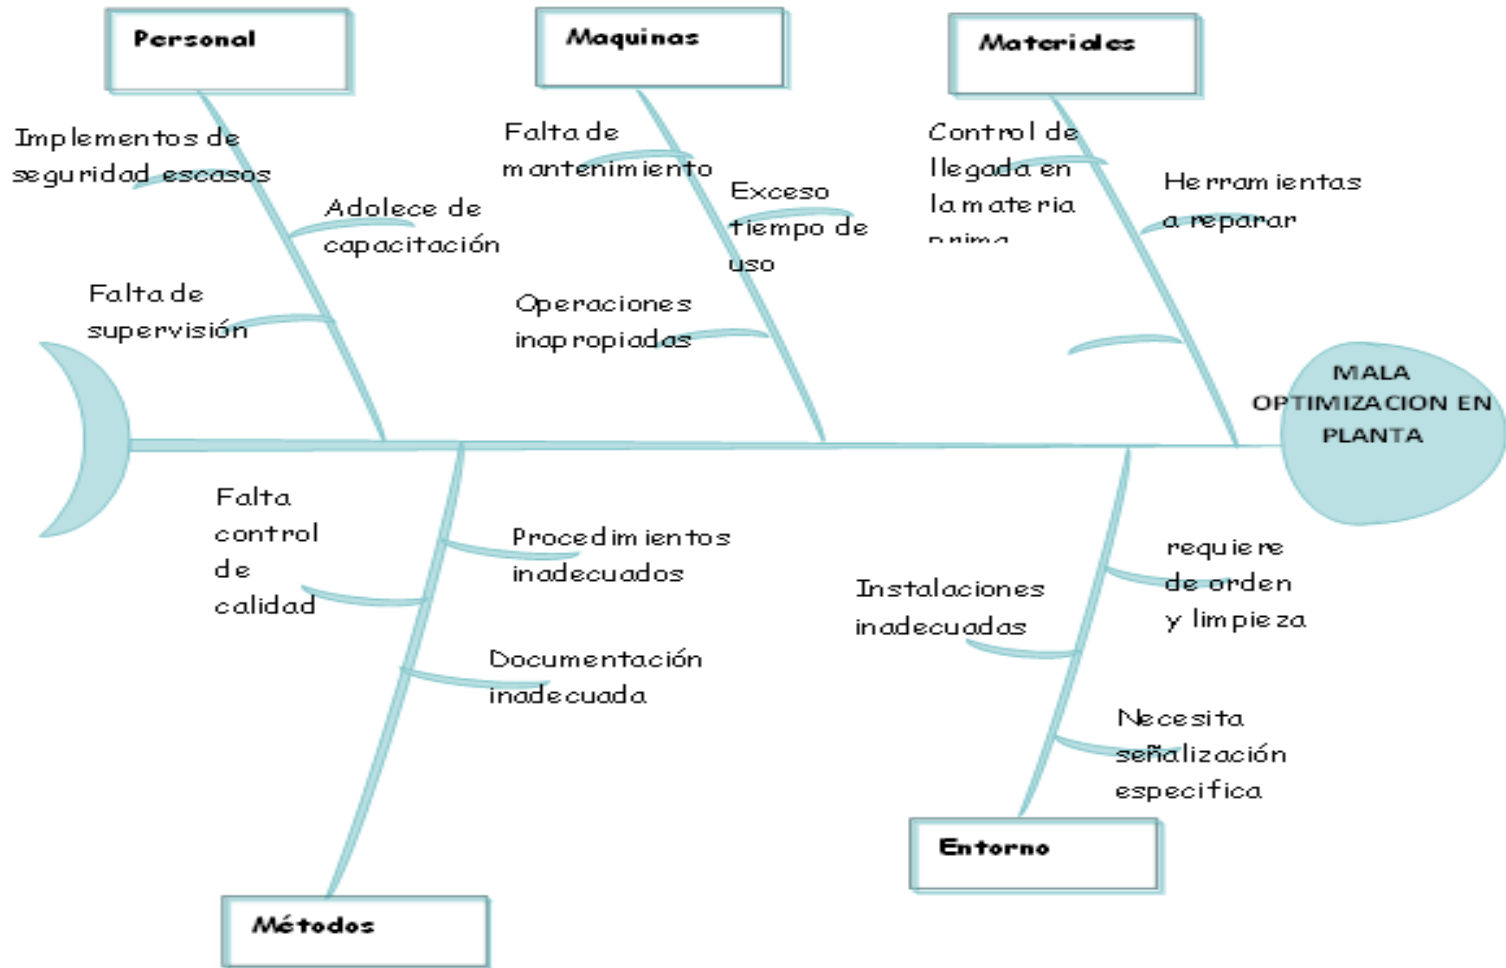 Personal
Maquinas
Materiales
Implementos de
seguridad escasos
Adolece de
capacitación
Falta de
supervisión
Falta de
mantenimiento
Exceso
tiempo de
uso
Operaciones
inapropiadas
Control de
llegada en
la materia
prima
Herramientas
a reparar
MALA
OPTIMIZACION EN
PLANTA
Falta
control
de
calidad
Procedimientos
inadecuados
Documentación
inadecuada
Instalaciones
inadecuadas
requiere
de orden
y limpieza
Necesita
señalización
especifica
Entorno
Métodos